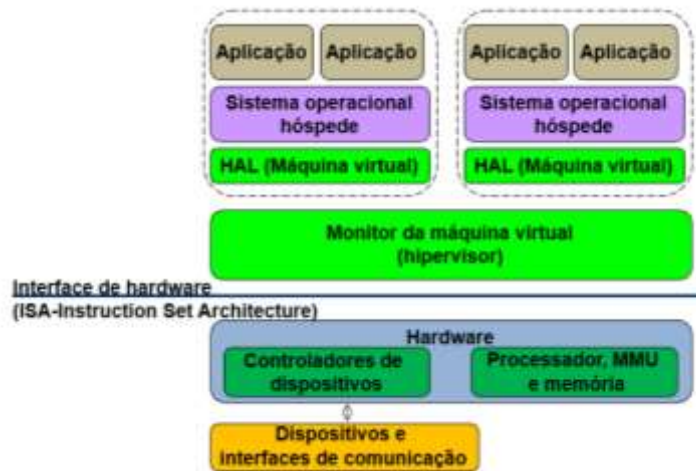 Aplicação Aplicação Aplicação Aplicação
Sistema operacional Sistema operacional
hóspede hóspede
HAL (Máquina virtual) HAL (Máquina virtual)
Monitor da máquina virtual
(hipervisor)
Interface de hardware
(ISA-Instruction Set Architecture)
Hardware
Controladores de Processador, MMU
dispositivos e memória
Dispositivos e
interfaces de comunicação